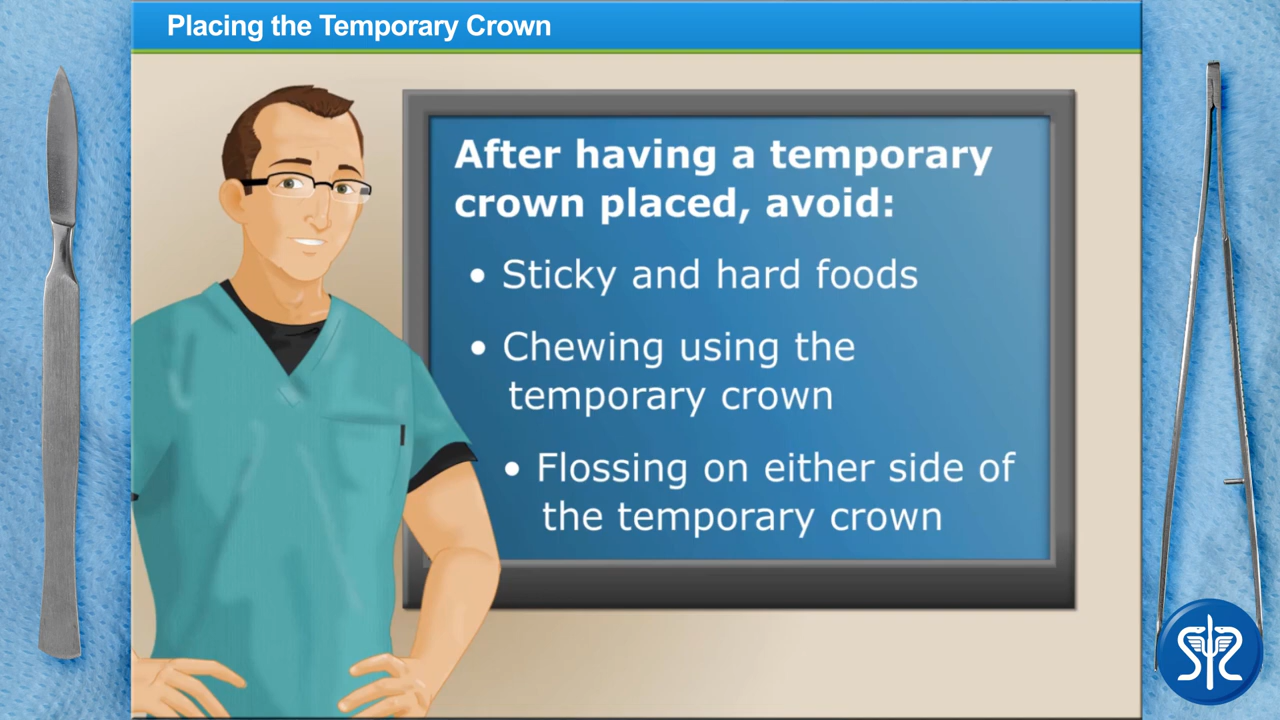 Placing the Temporary Crown
After having a temporary
crown placed, avoid:
• Sticky and hard foods
• Chewing using the
temporary crown
• Flossing on either side of
the temporary crown